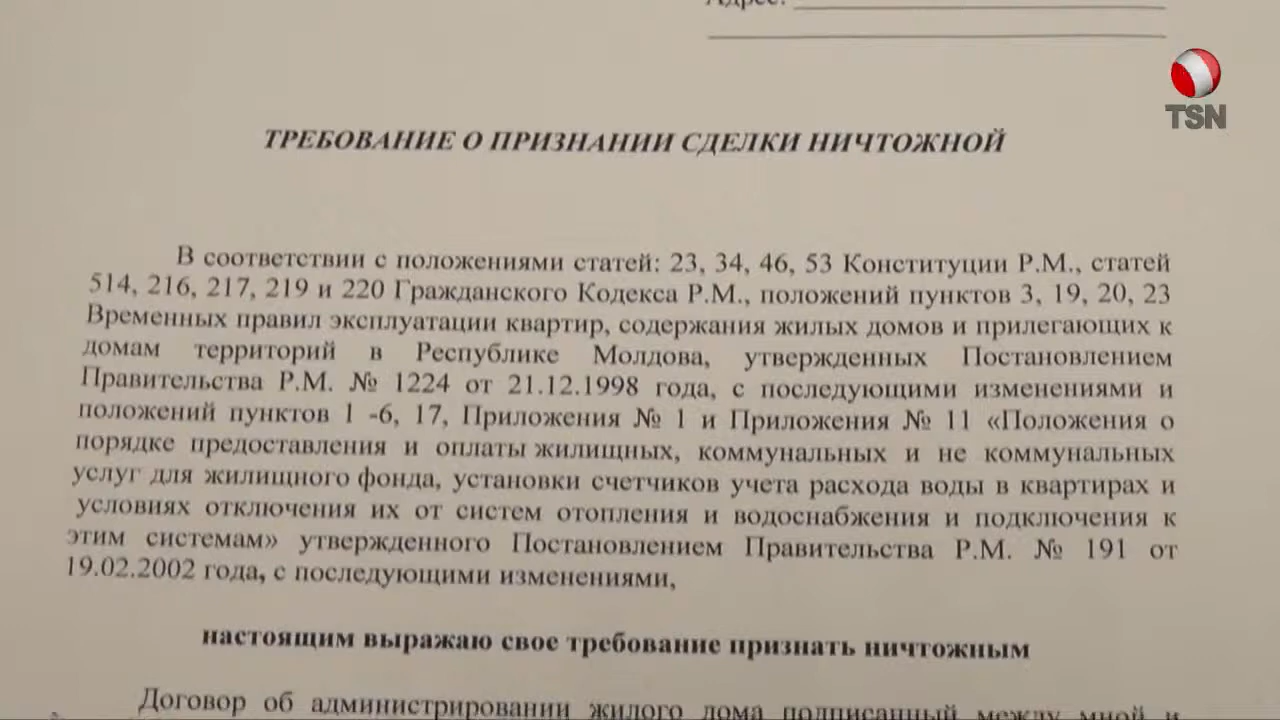 Адрес:
TSN
ТРЕБОВАНИЕ О ПРИЗНАНИИ СДЕЛКИ НИЧТОЖНОЙ
В соответствии с положениями статей: 23, 34, 46, 53 Конституции Р.М., статей
514, 216, 217, 219 и 220 Гражданского Кодекса Р.М., положений пунктов 3, 19, 20, 23
Временных правил эксплуатации квартир, содержания жилых домов и прилегающих к
домам территорий в Республике Молдова, утвержденных Постановлением
Правительства Р.М. № 1224 от 21.12.1998 года, с последующими изменениями и
положений пунктов 1 -6, 17, Приложения № 1 и Приложения № 11 «Положения о
порядке предоставления и оплаты жилищных, коммунальных и не коммунальных
услуг для жилищного фонда, установки счетчиков учета расхода воды в квартирах и
условиях отключения их от систем отопления и водоснабжения и подключения к
этим системам» утвержденного Постановлением Правительства Р.М. № 191 от
19.02.2002 года, с последующими изменениями,
настоящим выражаю свое требование признать ничтожным
Договор об администрировании жилого дома подписанный между мной и